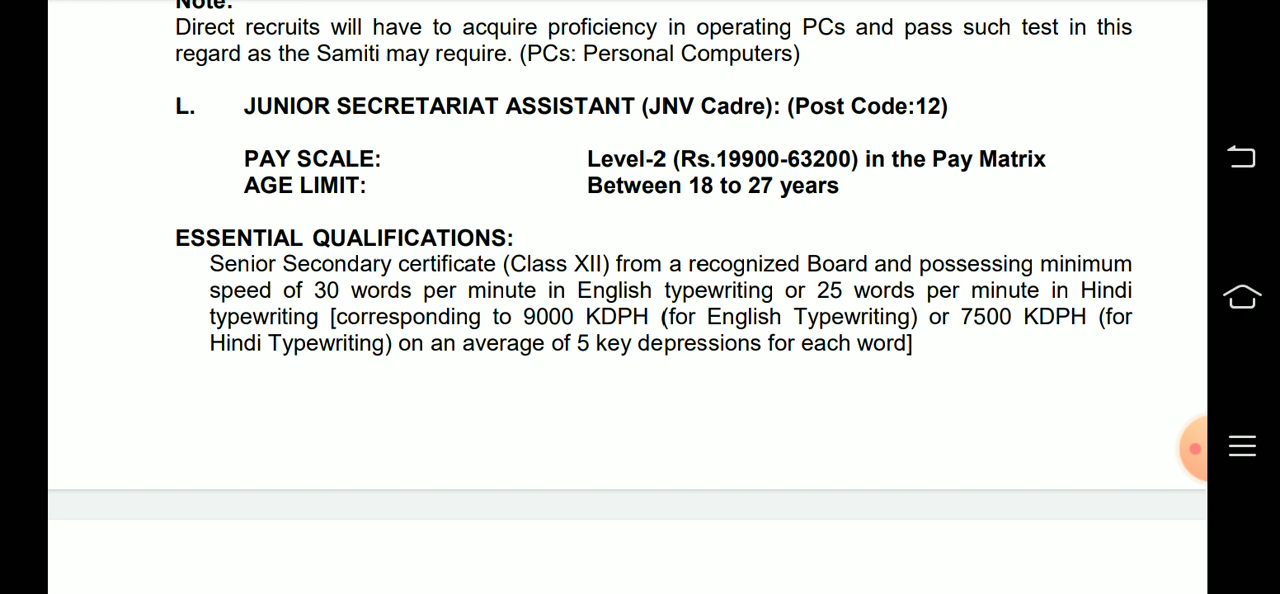 Note:
Direct recruits will have to acquire proficiency in operating PCs and pass such test in this
regard as the Samiti may require. (PCs: Personal Computers)
L. JUNIOR SECRETARIAT ASSISTANT (JNV Cadre): (Post Code:12)
PAY SCALE: Level-2 (Rs.19900-63200) in the Pay Matrix
AGE LIMIT: Between 18 to 27 years
ESSENTIAL QUALIFICATIONS:
Senior Secondary certificate (Class XII) from a recognized Board and possessing minimum
speed of 30 words per minute in English typewriting or 25 words per minute in Hindi
typewriting [corresponding to 9000 KDPH (for English Typewriting) or 7500 KDPH (for
Hindi Typewriting) on an average of 5 key depressions for each word]